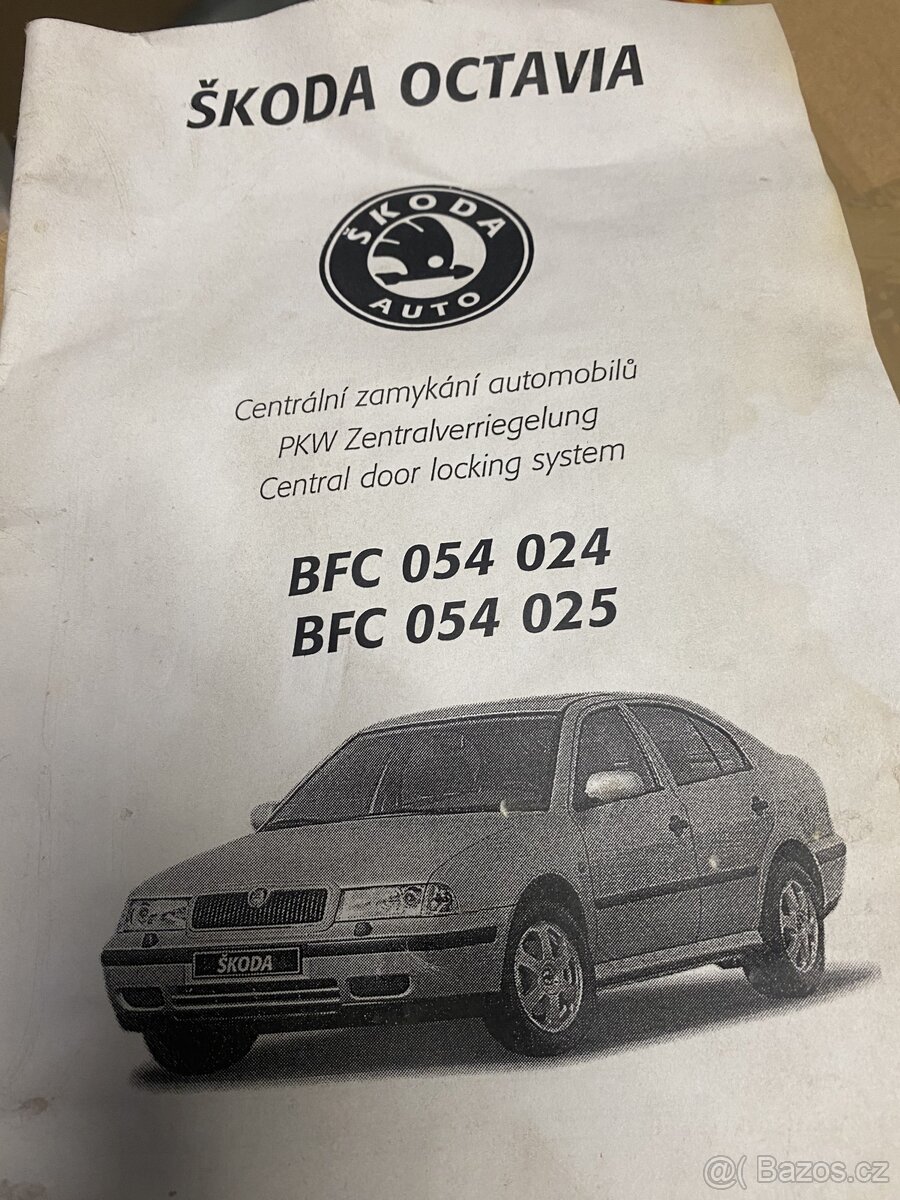 ŠKODA OCTAVIA
ŠKODA
AUTO
Centrální zamykání automobilů
PKW Zentralverriegelung
Central door locking system
BFC 054 024
BFC 054 025
ŠKODA
@( Bazos.cz